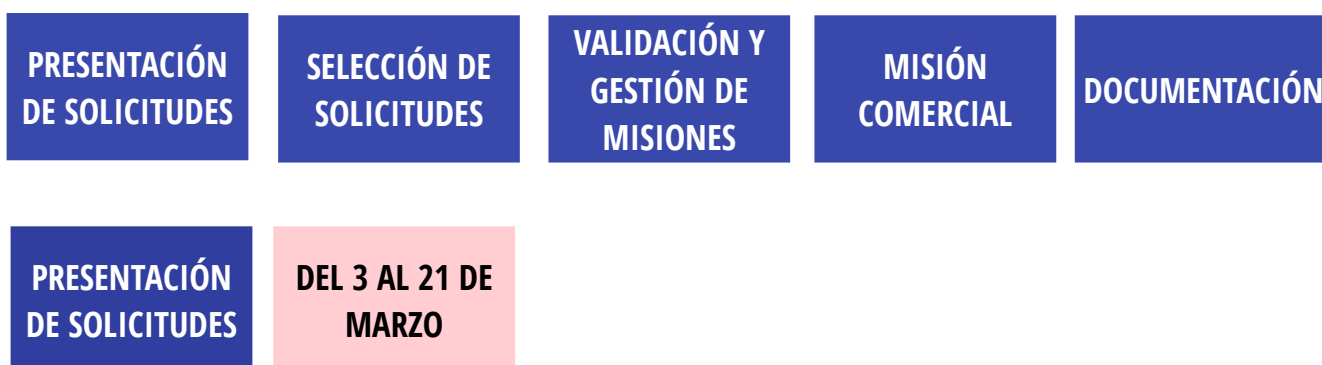 PRESENTACIÓN
DE SOLICITUDES
SELECCIÓN DE
SOLICITUDES
VALIDACIÓN Y
GESTIÓN DE
MISIONES
MISIÓN
COMERCIAL
DOCUMENTACIÓN
PRESENTACIÓN
DE SOLICITUDES
DEL 3 AL 21 DE
MARZO